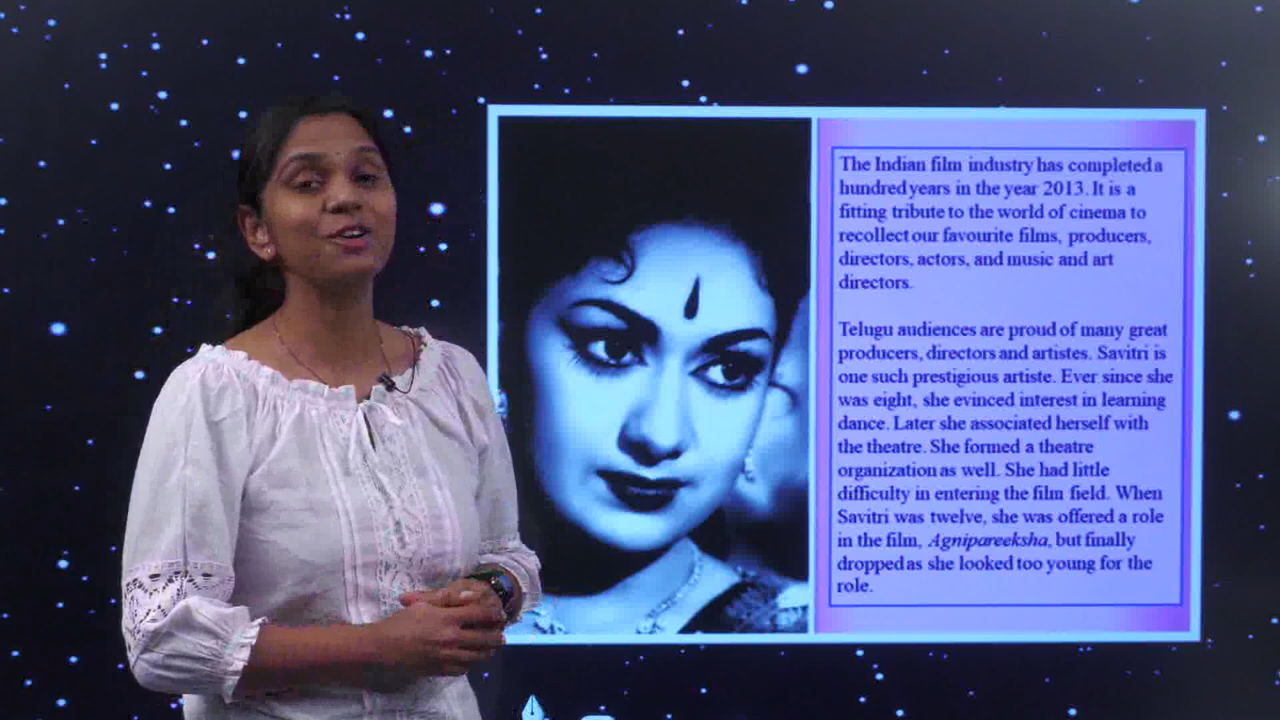 The Indian film industry has completed a
hundred years in the year 2013. It is a
fitting tribute to the world of cinema to
recollect our favourite films, producers,
directors, actors, and music and art
directors.
Telugu audiences are proud of many great
producers, directors and artistes. Savitri is
one such prestigious artiste. Ever since she
was eight, she evinced interest in learning
dance. Later she associated herself with
the theatre. She formed a theatre
organization as well. She had little
difficulty in entering the film field. When
Savitri was twelve, she was offered a role
in the film, Agnipareeksha, but finally
dropped as she looked too young for the
role.